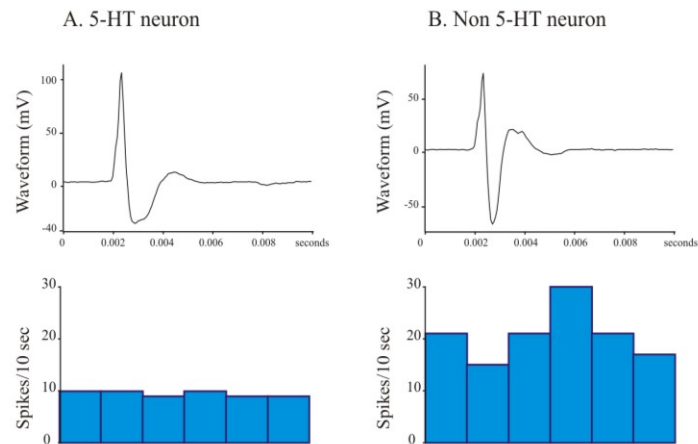 A. 5-HT neuron
B. Non 5-HT neuron
Waveform (mV)
100
50
0
-40
0 0.002 0.004 0.006 0.008 seconds
Waveform (mV)
50
0
-50
0 0.002 0.004 0.006 0.008 seconds
Spikes/10 sec
30
20
10
0
Spikes/10 sec
30
20
10
0